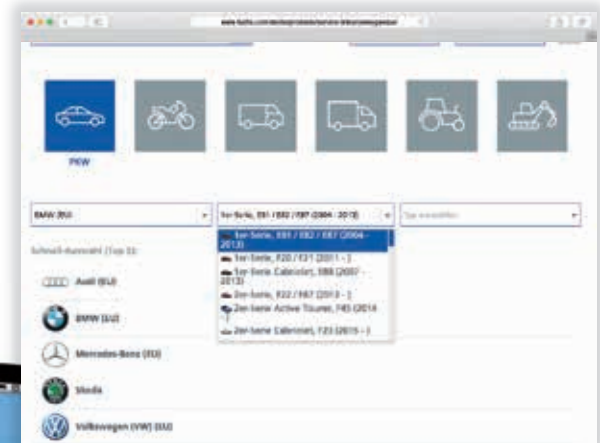 PKW
BMW (EU)
1er-Serie, E81 / E82 / E87 (2004 - 2013)
Typ auswählen
1er-Serie, E81 / E82 / E87 (2004 -
2013)
1er-Serie, F20 / F21 (2011 - )
1er-Serie Cabriolet, E88 (2007 -
2013)
2er-Serie, F22 / F87 (2013 - )
2er-Serie Active Tourer, F45 (2014
2er-Serie Cabriolet, F23 (2015 - )
Schnell-Auswahl (Top 5):
Audi (EU)
BMW (EU)
Mercedes-Benz (EU)
Skoda
Volkswagen (VW) (EU)